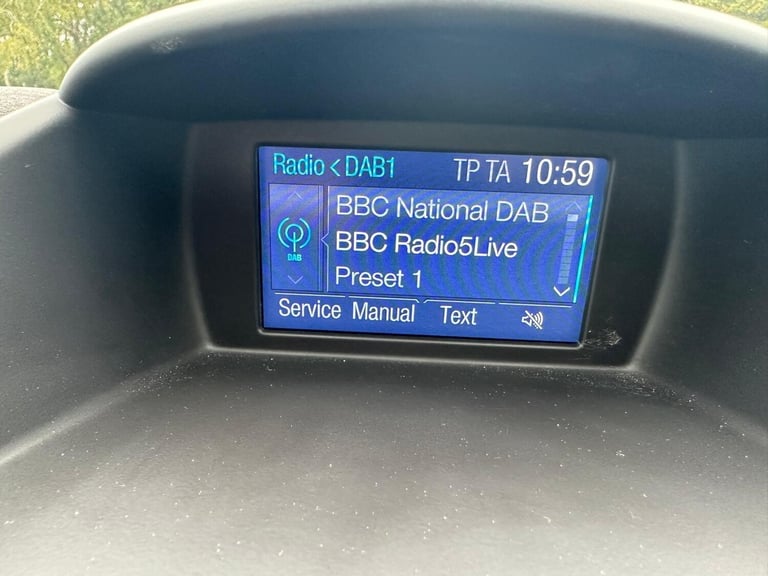 Radio < DAB1 TP TA 10:59
BBC National DAB
BBC Radio5Live
DAB
Preset 1
Service Manual Text